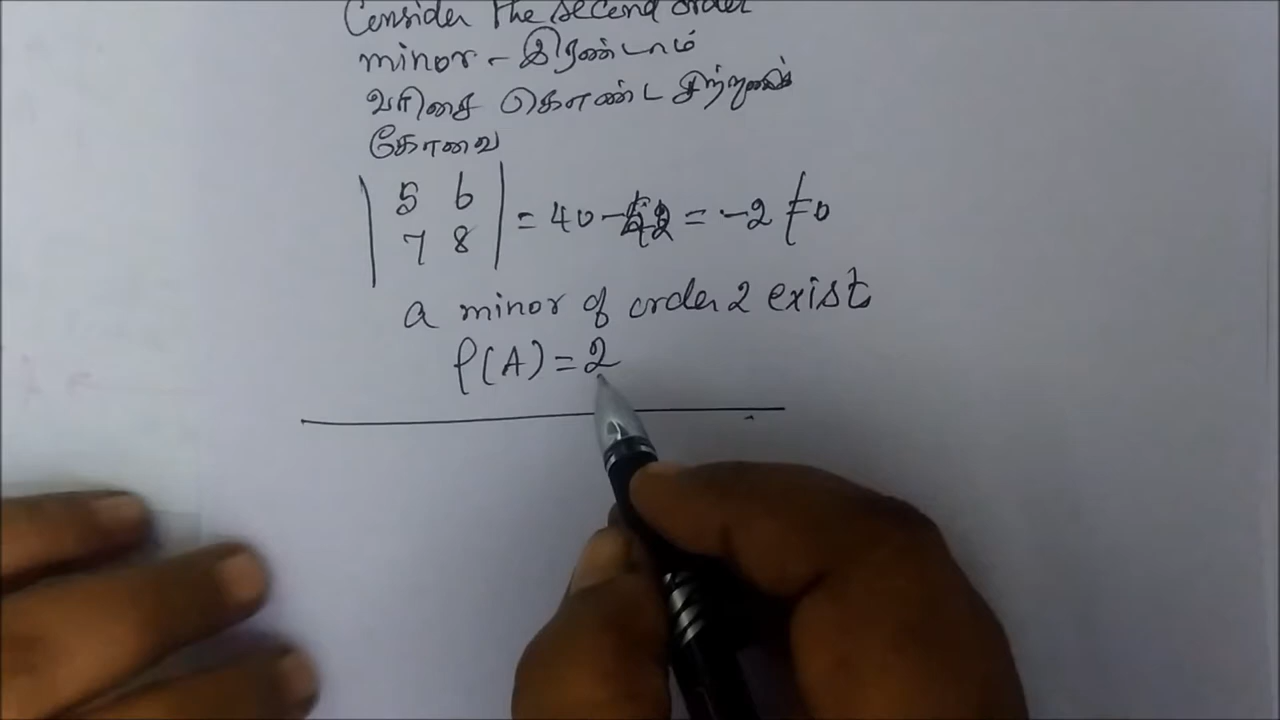 Consider the second order
minor - இரண்டாம்
வரிசை கொண்ட சிற்றணிக்
கோவை
| 5 6 |
| 7 8 | = 40 - 42 = -2 ≠ 0
a minor of order 2 exist
ρ(A) = 2